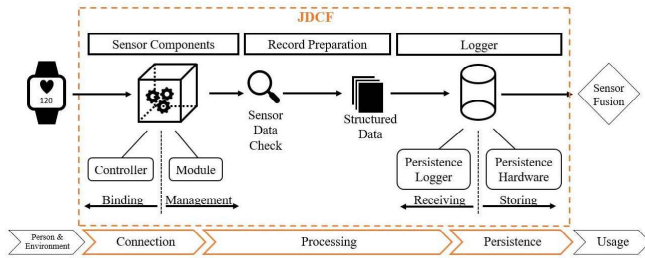 JDCF
Sensor Components
Record Preparation
Logger
120
Sensor
Data
Check
Structured
Data
Sensor
Fusion
Controller
Module
Persistence
Logger
Persistence
Hardware
Binding
Management
Receiving
Storing
Person &
Environment
Connection
Processing
Persistence
Usage